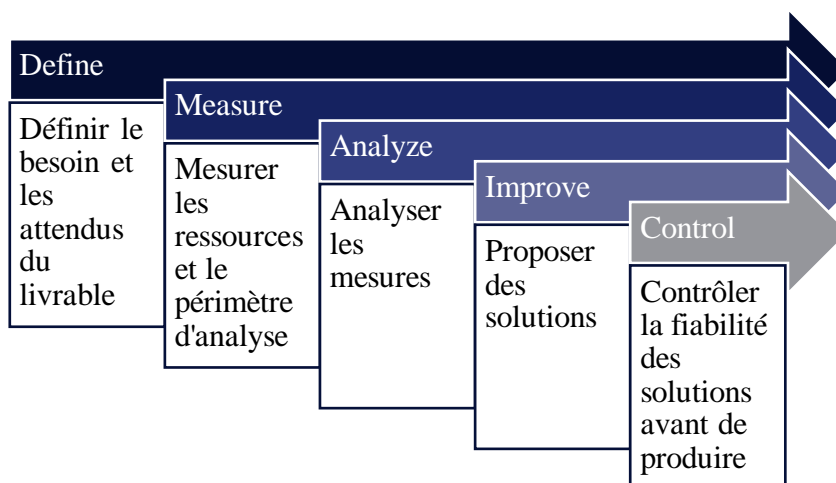 Define
Définir le
besoin et
les
attendus
du
livrable
Measure
Mesurer
les
ressources
et le
périmètre
d'analyse
Analyze
Analyser
les
mesures
Improve
Proposer
des
solutions
Control
Contrôler
la fiabilité
des
solutions
avant de
produire